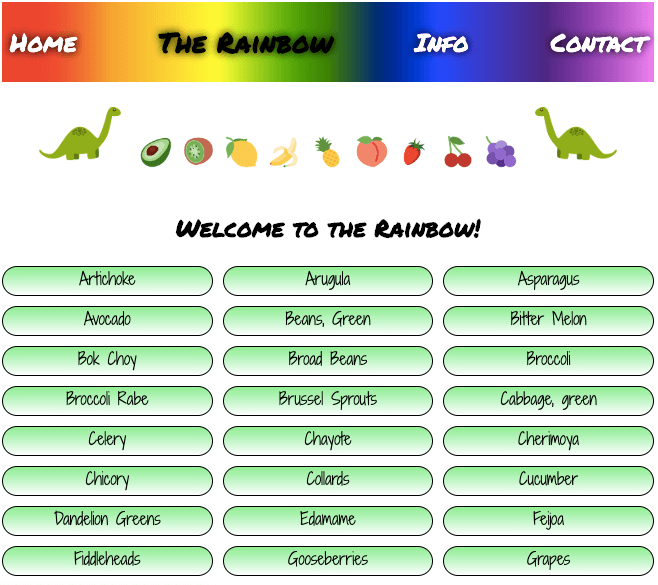 Home The Rainbow Info Contact
Welcome to the Rainbow!
Artichoke Arugula Asparagus
Avocado Beans, Green Bitter Melon
Bok Choy Broad Beans Broccoli
Broccoli Rabe Brussel Sprouts Cabbage, green
Celery Chayote Cherimoya
Chicory Collards Cucumber
Dandelion Greens Edamame Feijoa
Fiddleheads Gooseberries Grapes